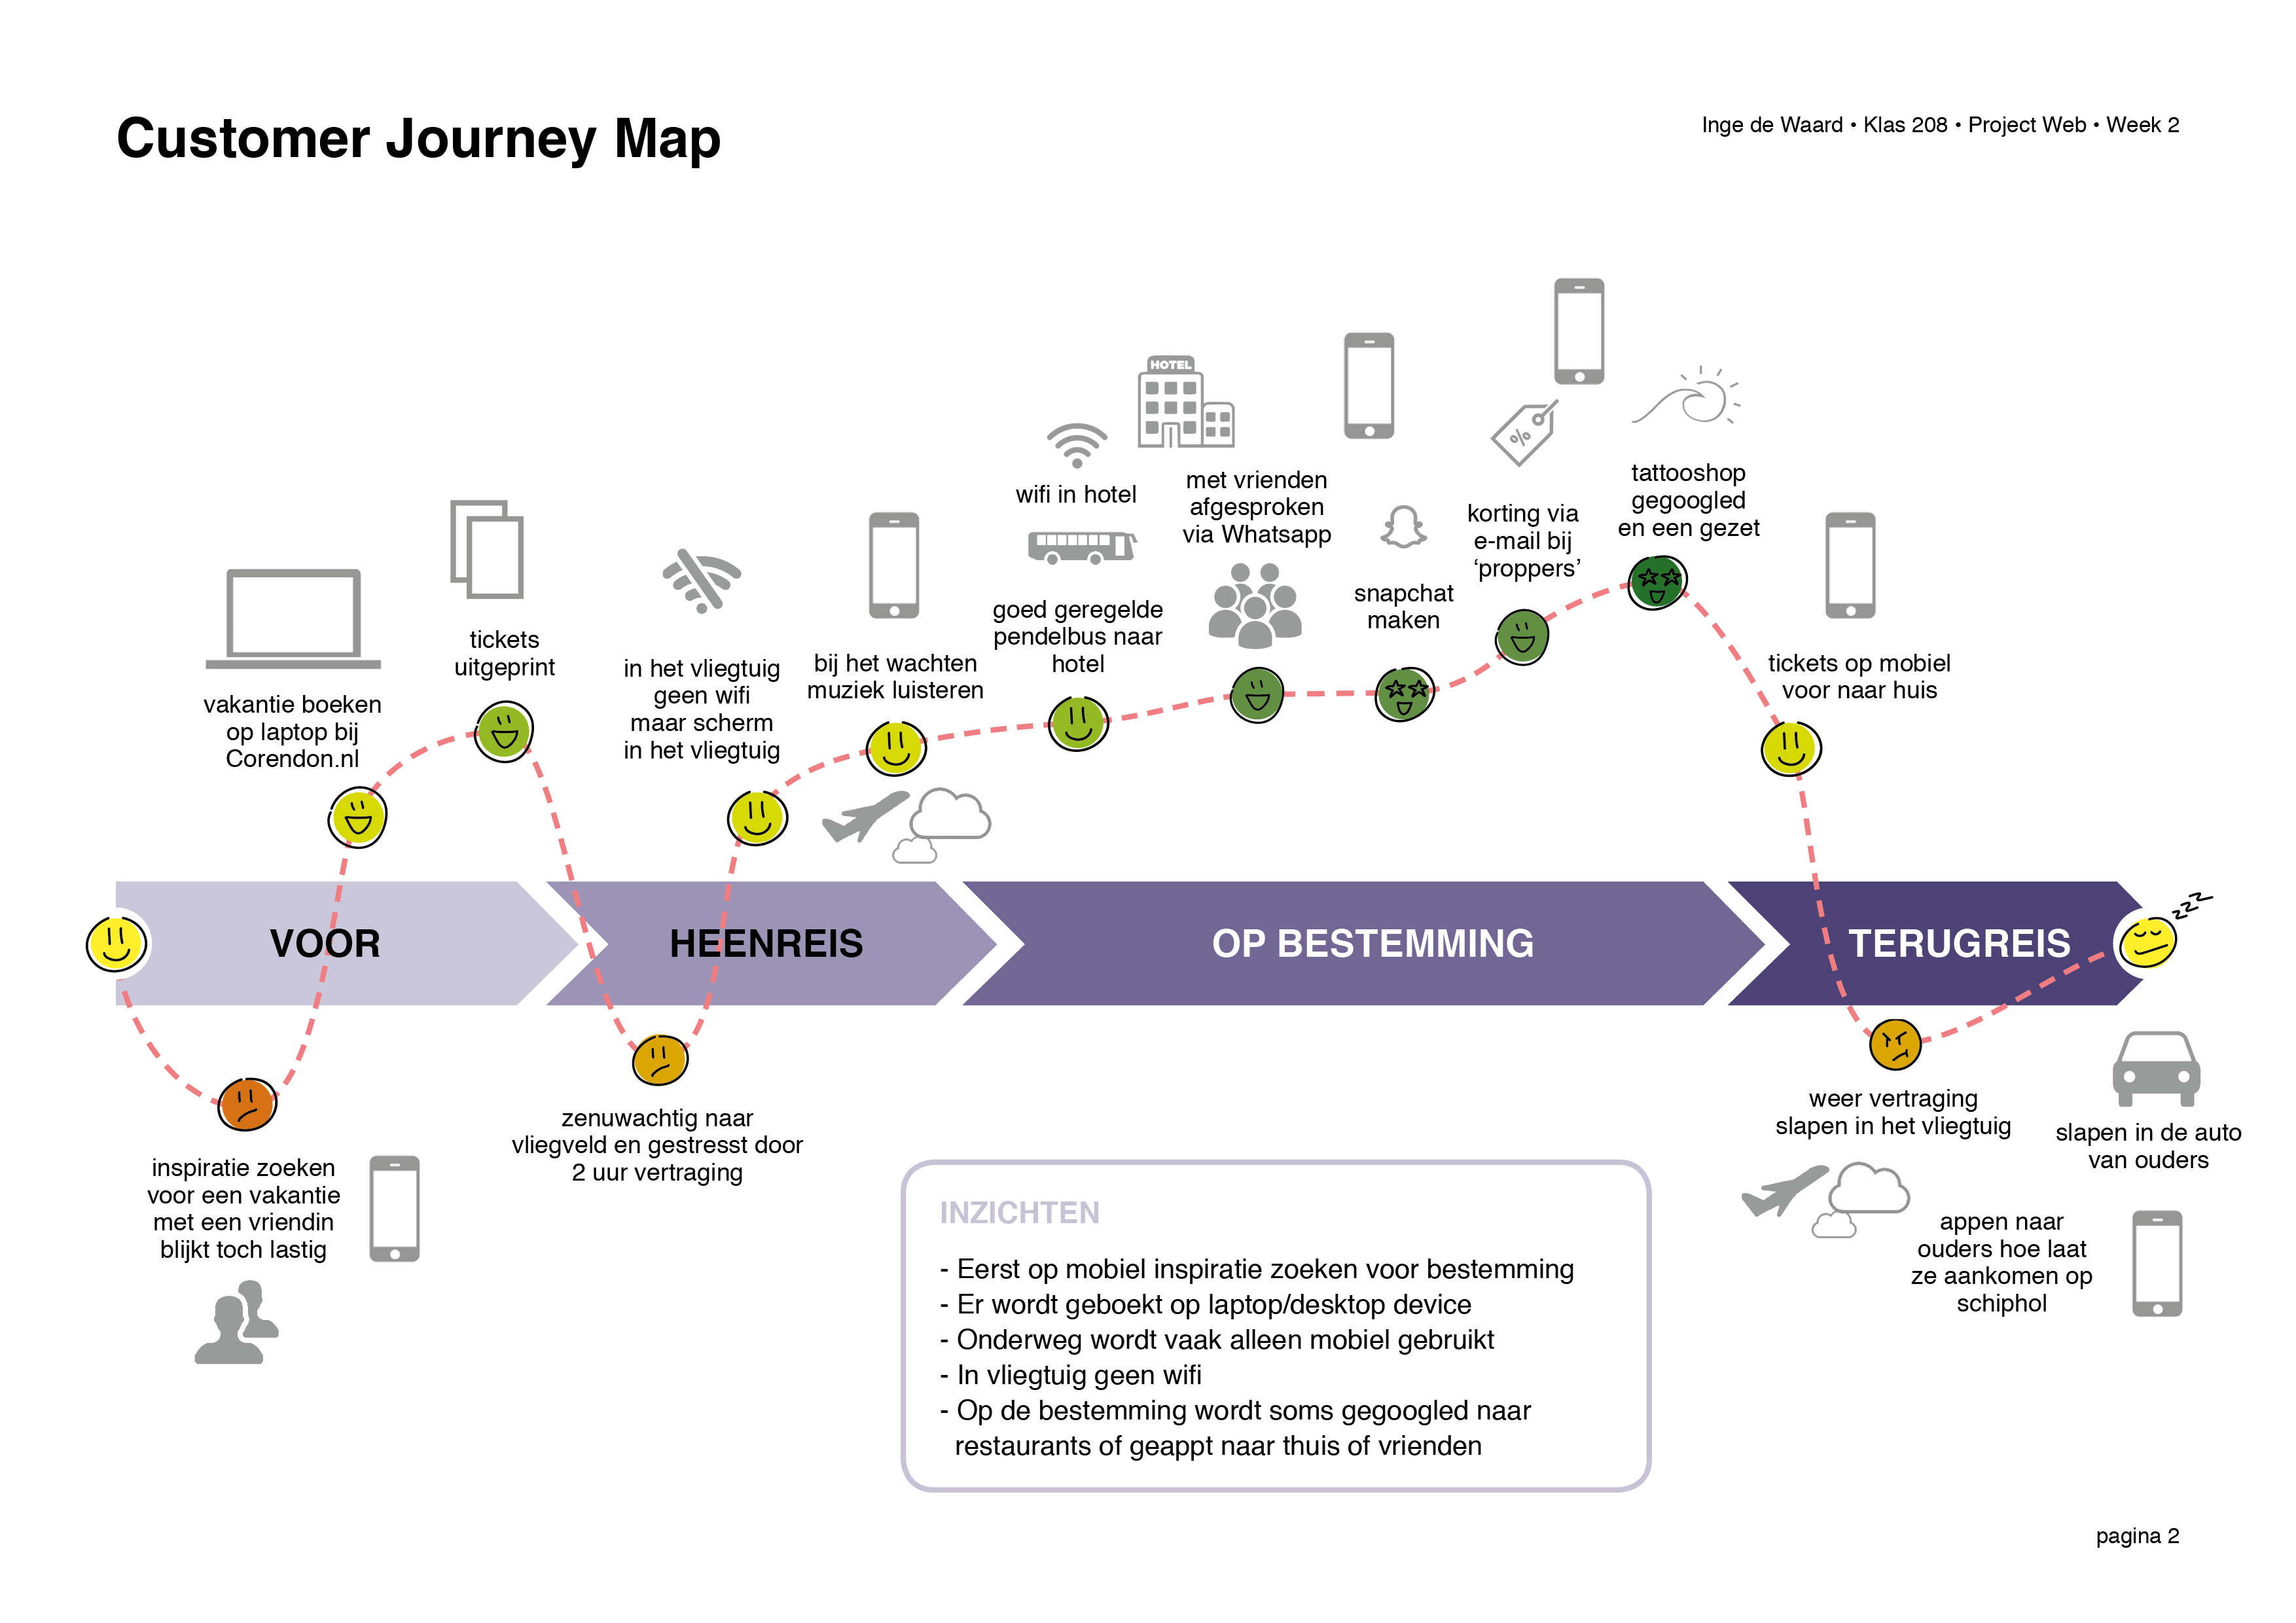 Customer Journey Map
Inge de Waard • Klas 208 • Project Web • Week 2
vakantie boeken
op laptop bij
Corendon.nl
tickets
uitgeprint
in het vliegtuig
geen wifi
maar scherm
in het vliegtuig
bij het wachten
muziek luisteren
wifi in hotel
HOTEL
goed geregelde
pendelbus naar
hotel
met vrienden
afgesproken
via Whatsapp
snapchat
maken
%
korting via
e-mail bij
‘proppers’
tattooshop
gegoogled
en een gezet
tickets op mobiel
voor naar huis
VOOR
HEENREIS
OP BESTEMMING
TERUGREIS
zzz
inspiratie zoeken
voor een vakantie
met een vriendin
blijkt toch lastig
zenuwachtig naar
vliegveld en gestresst door
2 uur vertraging
weer vertraging
slapen in het vliegtuig
slapen in de auto
van ouders
appen naar
ouders hoe laat
ze aankomen op
schiphol
INZICHTEN
- Eerst op mobiel inspiratie zoeken voor bestemming
- Er wordt geboekt op laptop/desktop device
- Onderweg wordt vaak alleen mobiel gebruikt
- In vliegtuig geen wifi
- Op de bestemming wordt soms gegoogled naar
restaurants of geappt naar thuis of vrienden
pagina 2